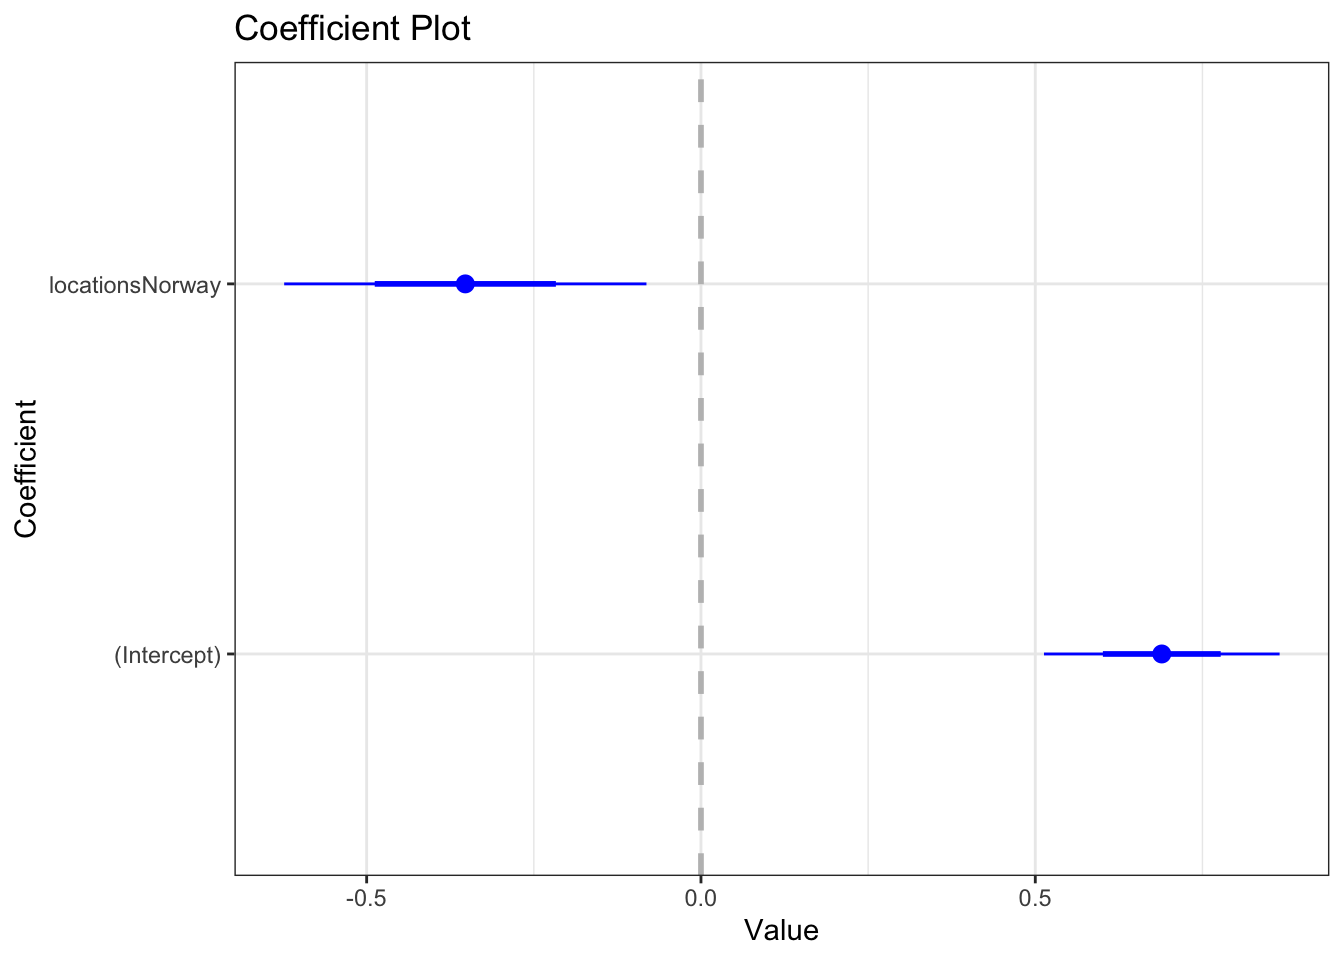 Coefficient Plot
locationsNorway
Coefficient
(Intercept)
-0.5 0.0 0.5
Value